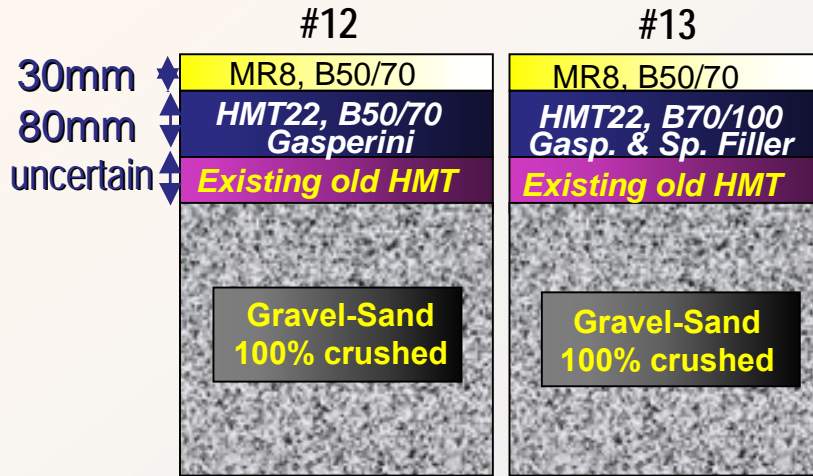 #12
#13
30mm
80mm
uncertain
MR8, B50/70
HMT22, B50/70
Gasperini
Existing old HMT
Gravel-Sand
100% crushed
MR8, B50/70
HMT22, B70/100
Gasp. & Sp. Filler
Existing old HMT
Gravel-Sand
100% crushed